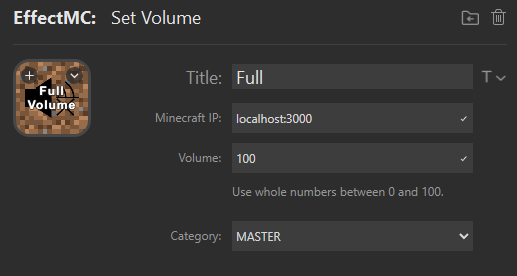 EffectMC: Set Volume
Full
Volume
Title: Full
T
Minecraft IP: localhost:3000
Volume: 100
Use whole numbers between 0 and 100.
Category: MASTER